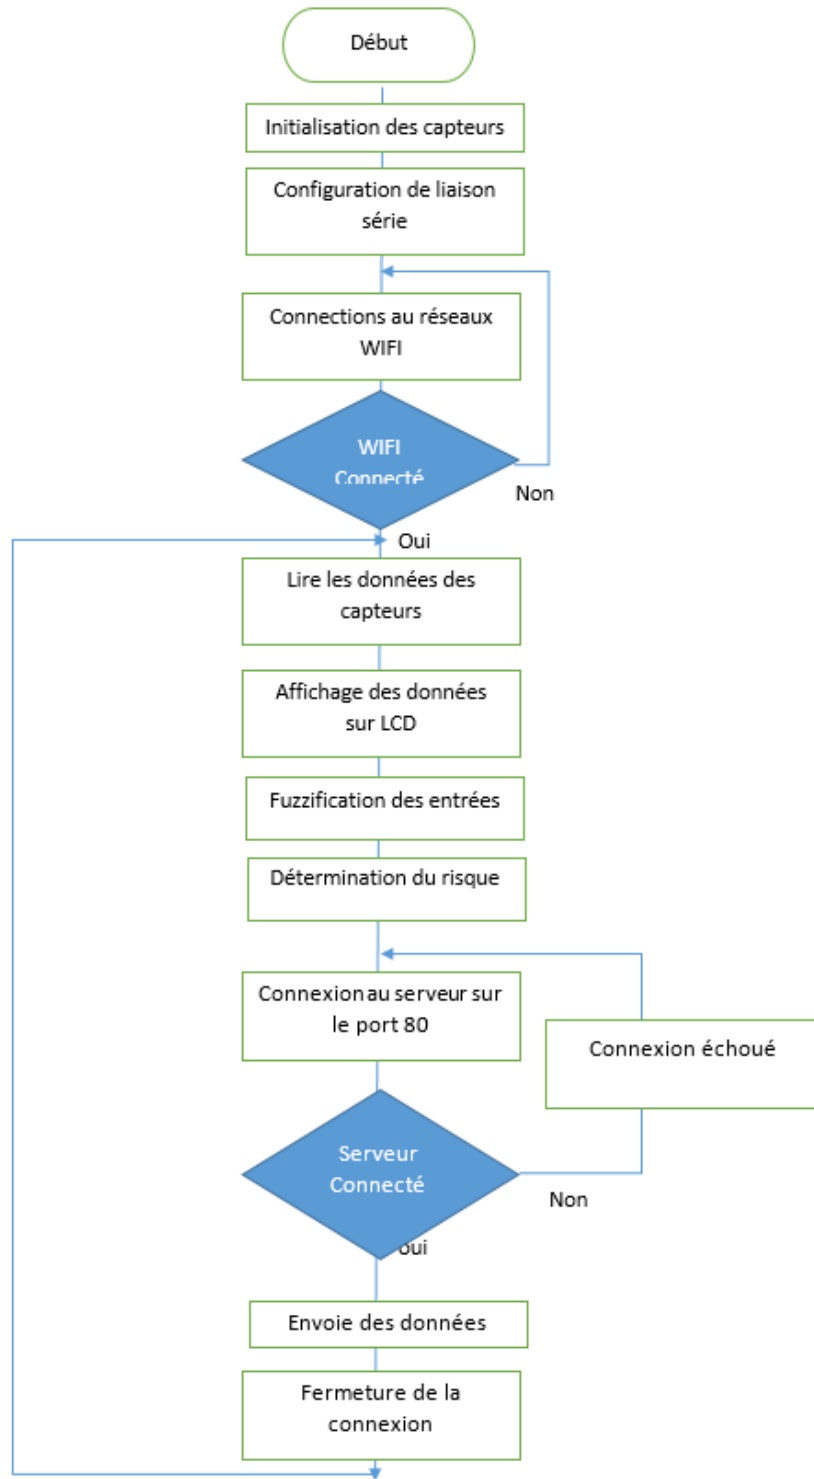 Début
Initialisation des capteurs
Configuration de liaison
série
Connections au réseaux
WIFI
WIFI
Connecté
Non
Oui
Lire les données des
capteurs
Affichage des données
sur LCD
Fuzzification des entrées
Détermination du risque
Connexion au serveur sur
le port 80
Connexion échoué
Serveur
Connecté
Non
oui
Envoie des données
Fermeture de la
connexion